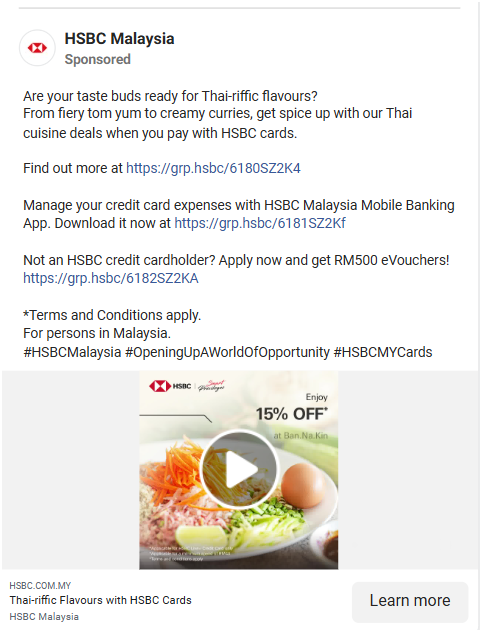 HSBC Malaysia
Sponsored
Are your taste buds ready for Thai-riffic flavours?
From fiery tom yum to creamy curries, get spice up with our Thai
cuisine deals when you pay with HSBC cards.
Find out more at https://grp.hsbc/6180SZ2K4
Manage your credit card expenses with HSBC Malaysia Mobile Banking
App. Download it now at https://grp.hsbc/6181SZ2Kf
Not an HSBC credit cardholder? Apply now and get RM500 eVouchers!
https://grp.hsbc/6182SZ2KA
*Terms and Conditions apply.
For persons in Malaysia.
#HSBCMalaysia #OpeningUpAWorldOfOpportunity #HSBCMYCards
HSBC Smart Privileges
Enjoy
15% OFF*
at Ban.Na.Kin
HSBC.COM.MY
Thai-riffic Flavours with HSBC Cards
HSBC Malaysia
Learn more